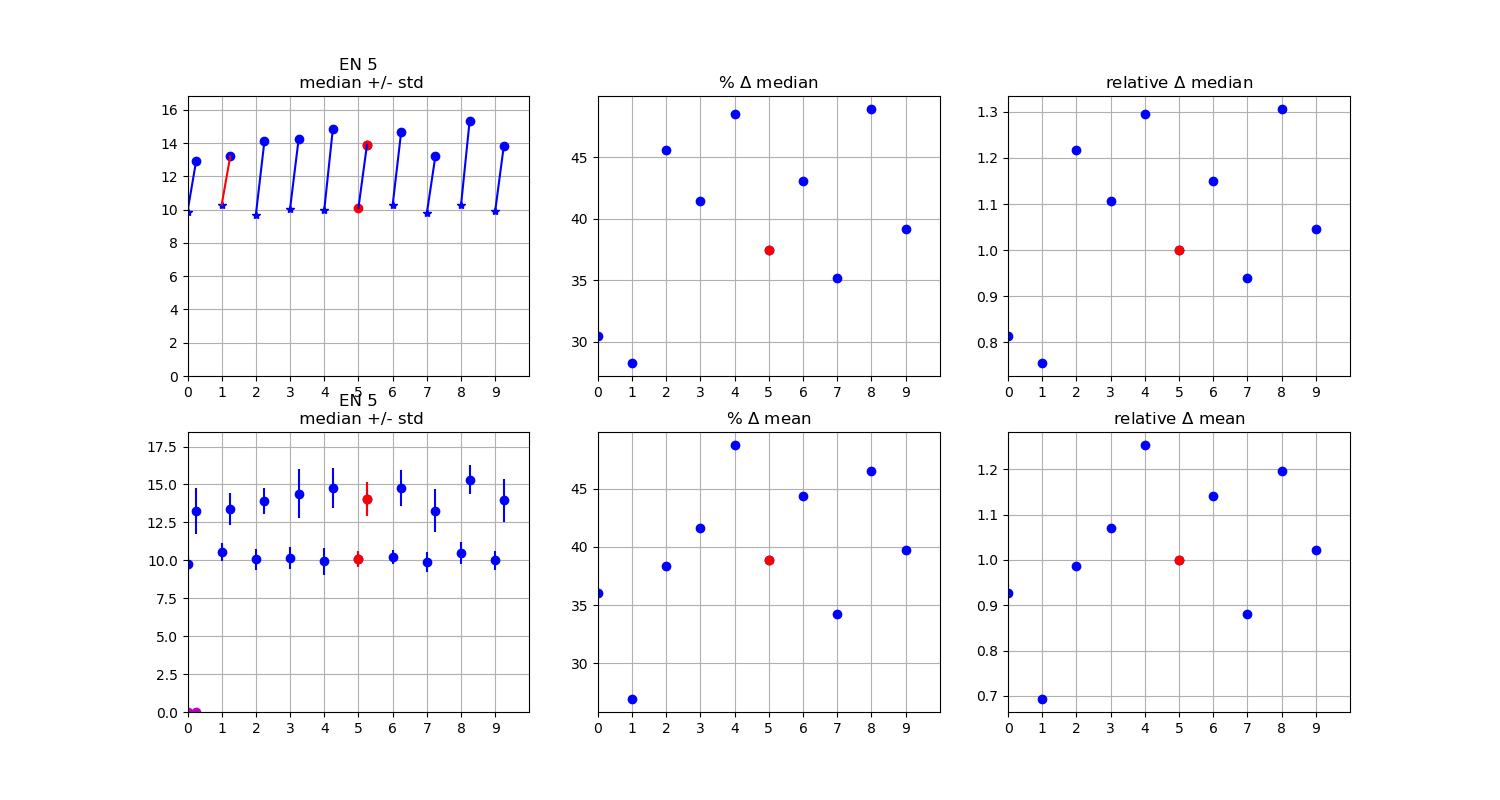 EN 5
median +/- std
16
14
12
10
8
6
4
2
0
0 1 2 3 4 5 6 7 8 9
% Δ median
45
40
35
30
0 1 2 3 4 5 6 7 8 9
relative Δ median
1.3
1.2
1.1
1.0
0.9
0.8
0 1 2 3 4 5 6 7 8 9
EN 5
median +/- std
17.5
15.0
12.5
10.0
7.5
5.0
2.5
0.0
0 1 2 3 4 5 6 7 8 9
% Δ mean
45
40
35
30
0 1 2 3 4 5 6 7 8 9
relative Δ mean
1.2
1.1
1.0
0.9
0.8
0.7
0 1 2 3 4 5 6 7 8 9